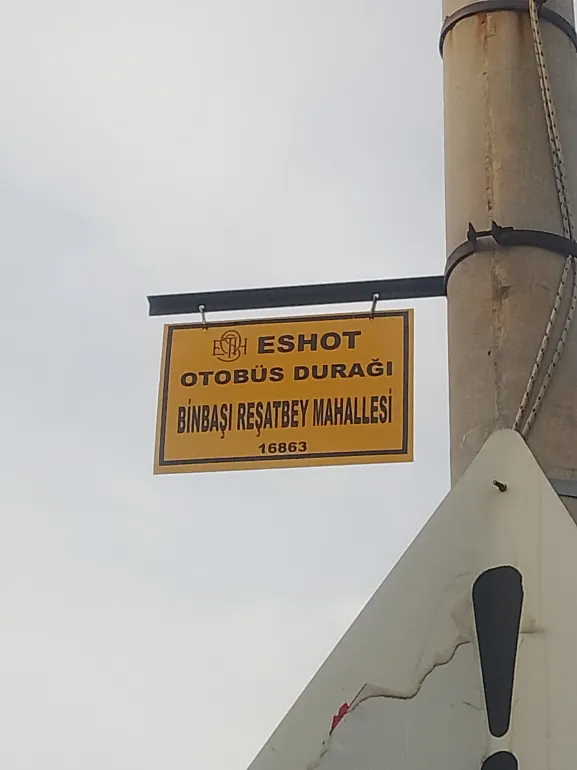 ESHOT
OTOBÜS DURAĞI
BİNBAŞI REŞATBEY MAHALLESİ
16863
!